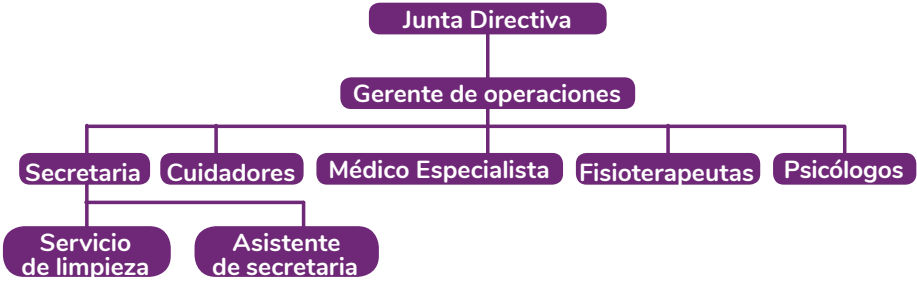 Junta Directiva
Gerente de operaciones
Secretaria
Cuidadores
Médico Especialista
Fisioterapeutas
Psicólogos
Servicio
de limpieza
Asistente
de secretaria